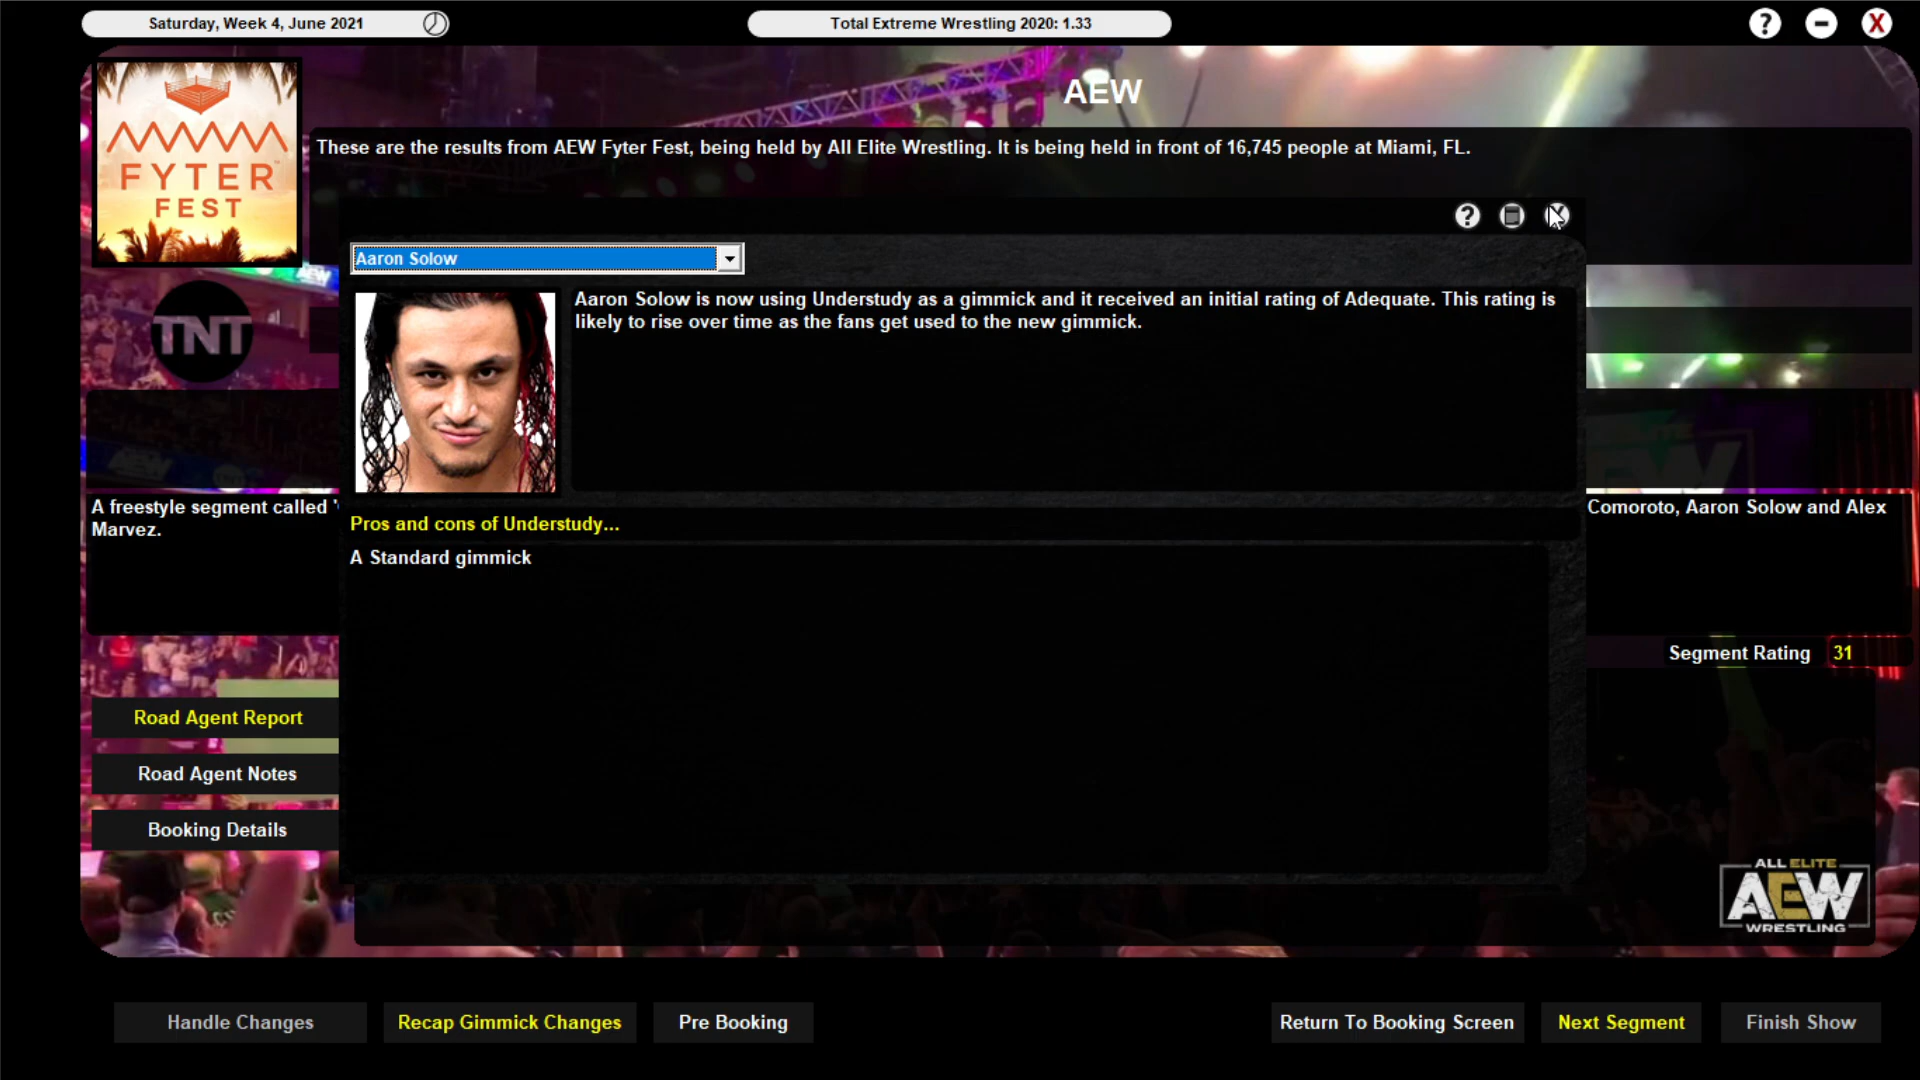 Saturday, Week 4, June 2021
Total Extreme Wrestling 2020: 1.33
?
X
AEW
These are the results from AEW Fyter Fest, being held by All Elite Wrestling. It is being held in front of 16,745 people at Miami, FL.
FYTER
FEST
?
TNT
Aaron Solow
Aaron Solow is now using Understudy as a gimmick and it received an initial rating of Adequate. This rating is
likely to rise over time as the fans get used to the new gimmick.
A freestyle segment called '
Comoroto, Aaron Solow and Alex
Marvez.
Pros and cons of Understudy...
A Standard gimmick
Segment Rating 31
Road Agent Report
Road Agent Notes
Booking Details
ALL ELITE
AEW
WRESTLING
Handle Changes
Recap Gimmick Changes
Pre Booking
Return To Booking Screen
Next Segment
Finish Show